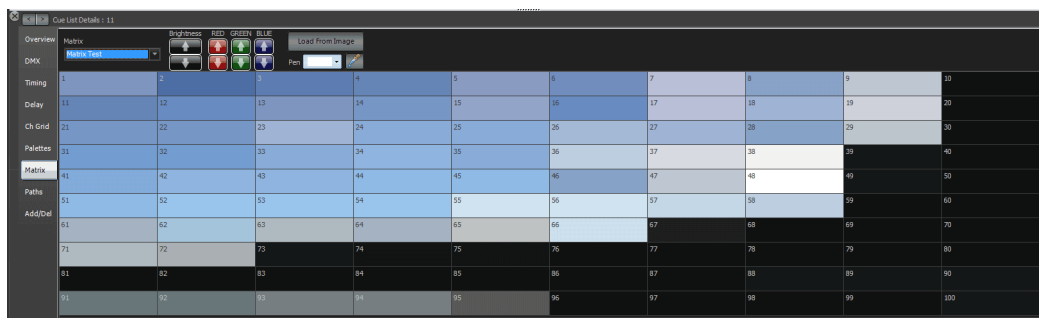 Cue List Details : 11
Overview
DMX
Timing
Delay
Ch Grid
Palettes
Matrix
Paths
Add/Del
Matrix
Matrix Test
Brightness RED GREEN BLUE
Load From Image
Pen
1 2 3 4 5 6 7 8 9 10
11 12 13 14 15 16 17 18 19 20
21 22 23 24 25 26 27 28 29 30
31 32 33 34 35 36 37 38 39 40
41 42 43 44 45 46 47 48 49 50
51 52 53 54 55 56 57 58 59 60
61 62 63 64 65 66 67 68 69 70
71 72 73 74 75 76 77 78 79 80
81 82 83 84 85 86 87 88 89 90
91 92 93 94 95 96 97 98 99 100